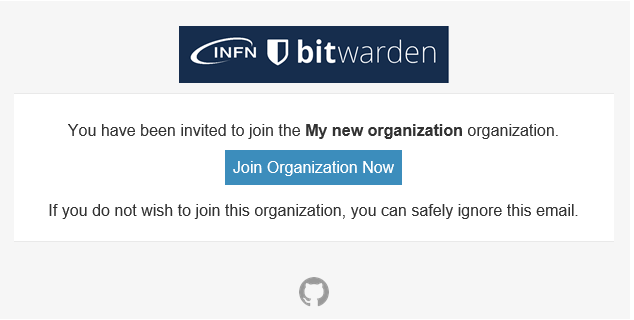 INFN bitwarden
You have been invited to join the My new organization organization.
Join Organization Now
If you do not wish to join this organization, you can safely ignore this email.